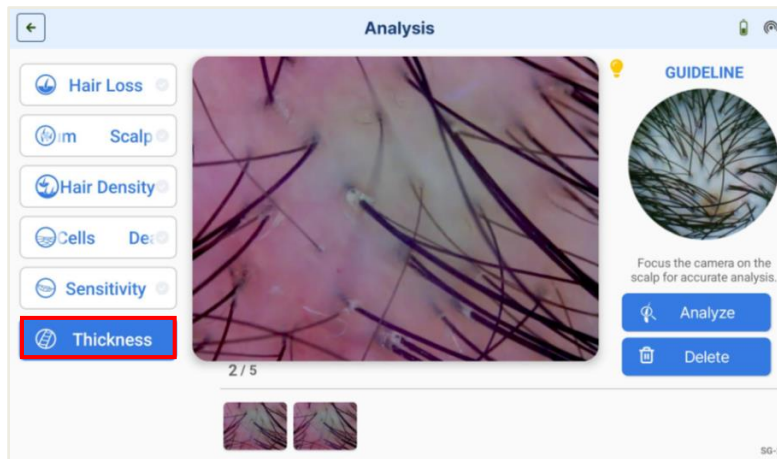 Analysis
Hair Loss
Scalp
Hair Density
Cells
Sensitivity
Thickness
2 / 5
GUIDELINE
Focus the camera on the
scalp for accurate analysis.
Analyze
Delete